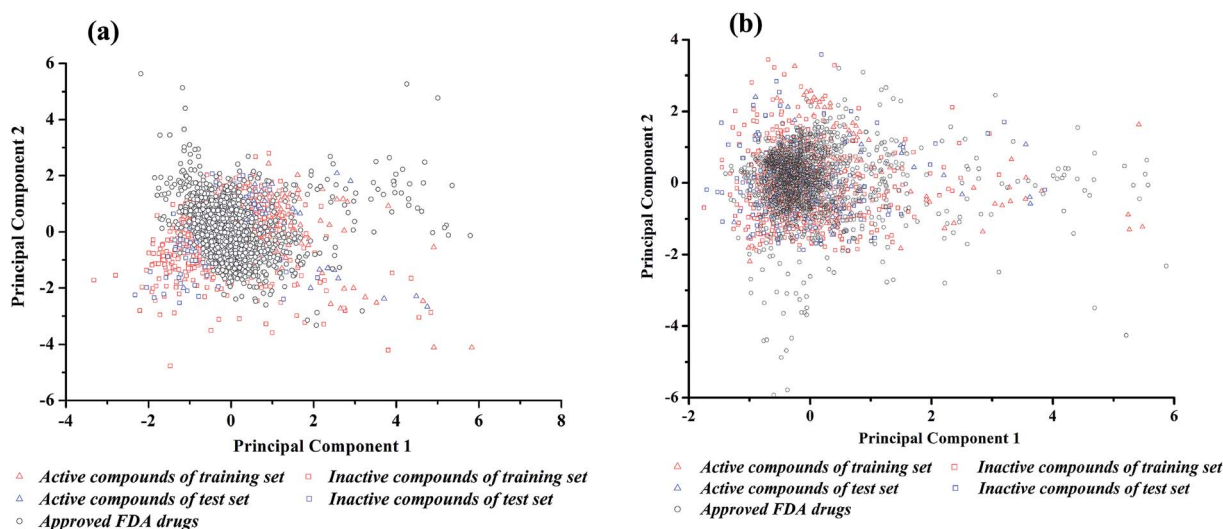 (a)
6
4
2
0
-2
-4
-6
-4
-2
0
2
4
6
8
Principal Component 2
Principal Component 1
△ Active compounds of training set □ Inactive compounds of training set
△ Active compounds of test set □ Inactive compounds of test set
○ Approved FDA drugs
(b)
4
2
0
-2
-4
-6
-2
0
2
4
6
Principal Component 2
Principal Component 1
△ Active compounds of training set □ Inactive compounds of training set
△ Active compounds of test set □ Inactive compounds of test set
○ Approved FDA drugs